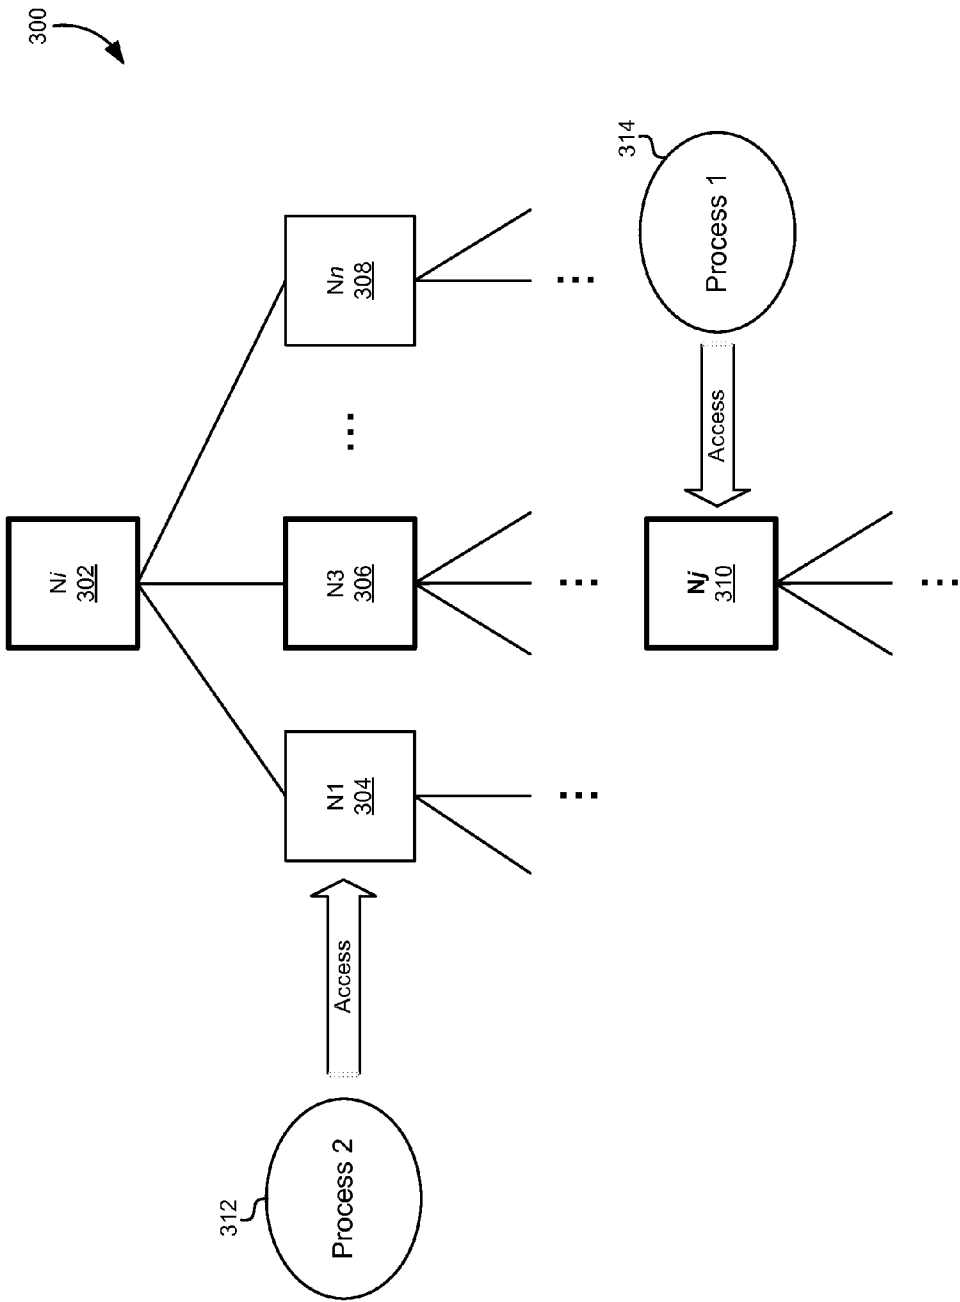 300
Ni
302
N1
304
N3
306
...
Nn
308
...
...
...
Process 2
312
Access
Nj
310
Access
Process 1
314
...